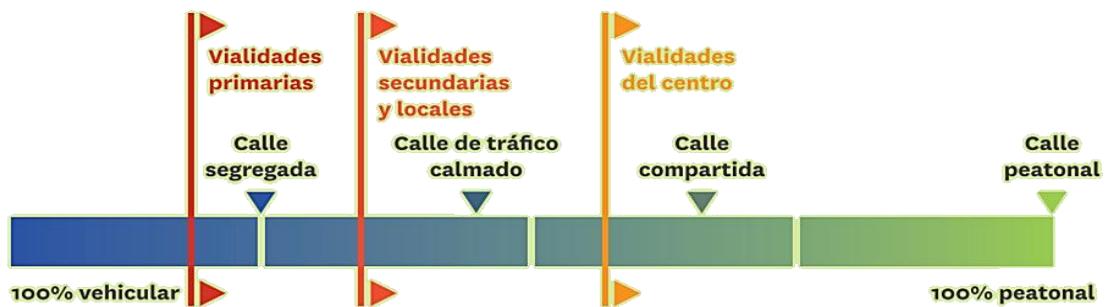 Vialidades
primarias
Vialidades
secundarias
y locales
Vialidades
del centro
Calle
segregada
Calle de tráfico
calmado
Calle
compartida
Calle
peatonal
100% vehicular
100% peatonal